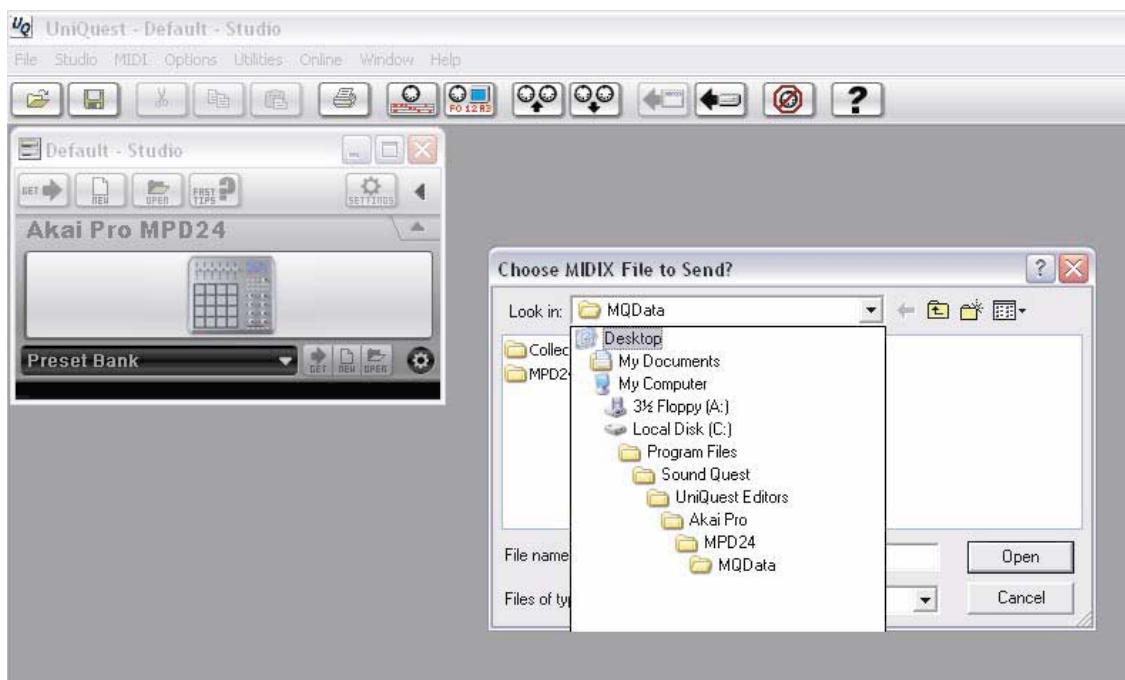 UQ UniQuest - Default - Studio
File Studio MIDI Options Utilities Online Window Help
F0 12 A3
?
Default - Studio
GET NEW OPEN FAST TIPS ? SETTINGS
Akai Pro MPD24
Preset Bank
GET NEW OPEN
Choose MIDIX File to Send?
Look in: MQData
Collec
MPD2
Desktop
My Documents
My Computer
3½ Floppy (A:)
Local Disk (C:)
Program Files
Sound Quest
UniQuest Editors
Akai Pro
MPD24
MQData
File name
Open
Files of ty
Cancel